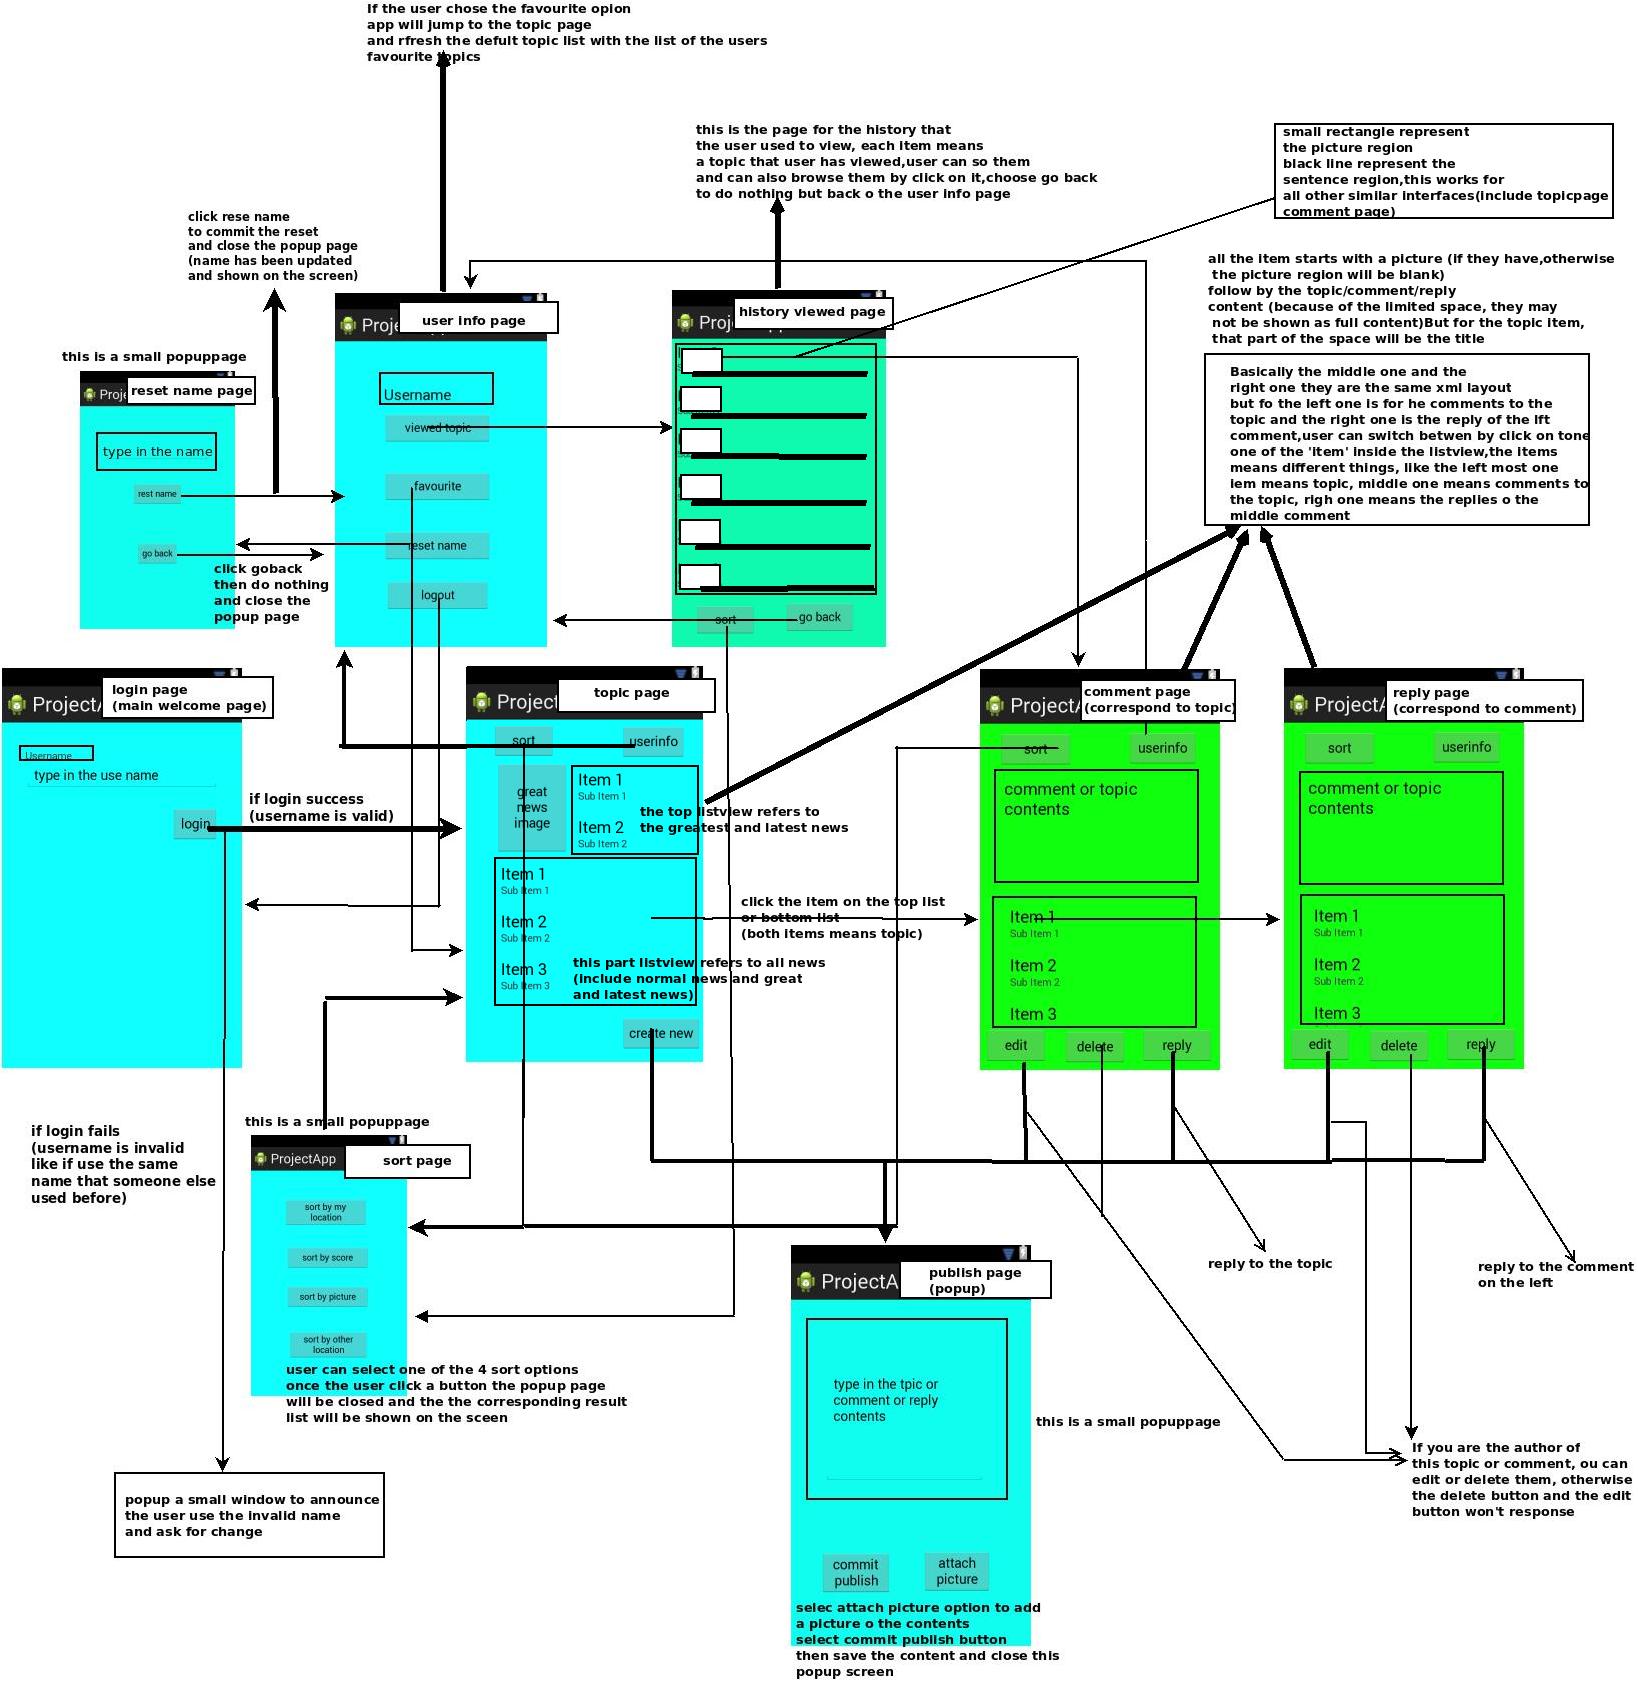 If the user chose the favourite opion
app will jump to the topic page
and rfresh the defult topic list with the list of the users
favourite topics
this is the page for the history that
the user used to view, each item means
a topic that user has viewed,user can so them
and can also browse them by click on it,choose go back
to do nothing but back o the user info page
small rectangle represent
the picture region
black line represent the
sentence region,this works for
all other similar interfaces(include topicpage
comment page)
click rese name
to commit the reset
and close the popup page
(name has been updated
and shown on the screen)
all the item starts with a picture (if they have,otherwise
the picture region will be blank)
follow by the topic/comment/reply
content (because of the limited space, they may
not be shown as full content)But for the topic item,
that part of the space will be the title
Basically the middle one and the
right one they are the same xml layout
but fo the left one is for he comments to the
topic and the right one is the reply of the lft
comment,user can switch betwen by click on tone
one of the 'item' inside the listview,the items
means different things, like the left most one
iem means topic, middle one means comments to
the topic, righ one means the replies o the
middle comment
this is a small popuppage
Proje
reset name page
type in the name
rest name
go back
click goback
then do nothing
and close the
popup page
Proje
user info page
Username
viewed topic
favourite
reset name
logout
Proj
history viewed page
sort
go back
ProjectA
login page
(main welcome page)
Username
type in the use name
login
if login success
(username is valid)
Project
topic page
sort
userinfo
great
news
image
Item 1
Sub Item 1
Item 2
Sub Item 2
the top listview refers to
the greatest and latest news
Item 1
Sub Item 1
Item 2
Sub Item 2
Item 3
Sub Item 3
this part listview refers to all news
(include normal news and great
and latest news)
create new
click the item on the top list
or bottom list
(both items means topic)
ProjectA
comment page
(correspond to topic)
sort
userinfo
comment or topic
contents
Item 1
Sub Item 1
Item 2
Sub Item 2
Item 3
edit
delete
reply
ProjectA
reply page
(correspond to comment)
sort
userinfo
comment or topic
contents
Item 1
Sub Item 1
Item 2
Sub Item 2
Item 3
edit
delete
reply
if login fails
(username is invalid
like if use the same
name that someone else
used before)
this is a small popuppage
ProjectApp
sort page
sort by my
location
sort by score
sort by picture
sort by other
location
user can select one of the 4 sort options
once the user click a button the popup page
will be closed and the the corresponding result
list will be shown on the sceen
popup a small window to announce
the user use the invalid name
and ask for change
ProjectA
publish page
(popup)
type in the tpic or
comment or reply
contents
commit
publish
attach
picture
selec attach picture option to add
a picture o the contents
select commit publish button
then save the content and close this
popup screen
this is a small popuppage
reply to the topic
reply to the comment
on the left
If you are the author of
this topic or comment, ou can
edit or delete them, otherwise
the delete button and the edit
button won't response